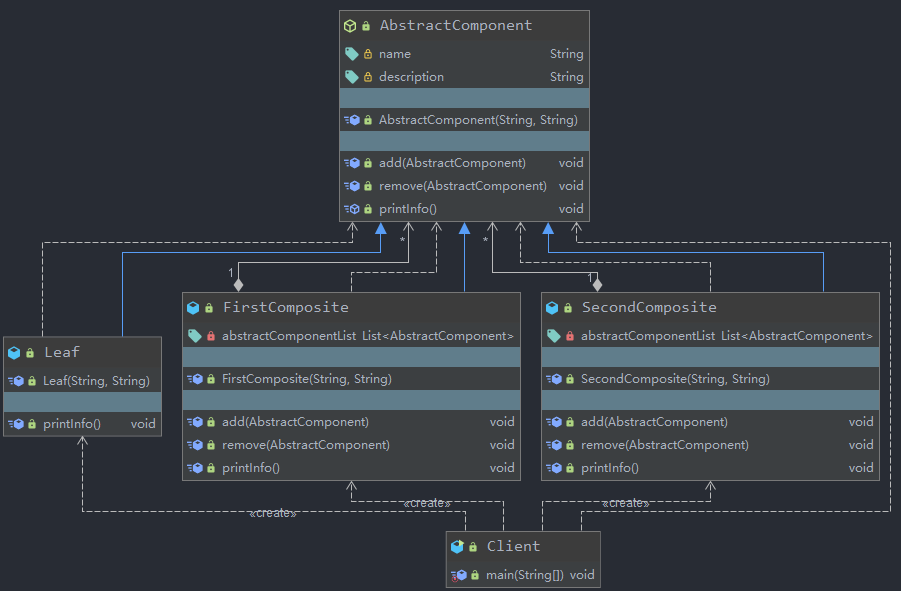 AbstractComponent
name String
description String
AbstractComponent(String, String)
add(AbstractComponent) void
remove(AbstractComponent) void
printInfo() void
* *
1 1
FirstComposite
abstractComponentList List<AbstractComponent>
FirstComposite(String, String)
add(AbstractComponent) void
remove(AbstractComponent) void
printInfo() void
SecondComposite
abstractComponentList List<AbstractComponent>
SecondComposite(String, String)
add(AbstractComponent) void
remove(AbstractComponent) void
printInfo() void
Leaf
Leaf(String, String)
printInfo() void
«create»
«create»
«create»
Client
main(String[]) void